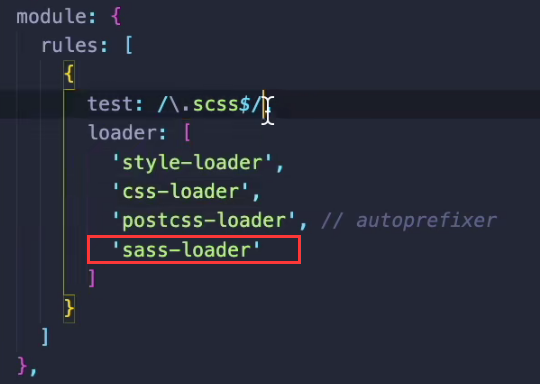 module: {
rules: [
{
test: /\.scss$/,
loader: [
'style-loader',
'css-loader',
'postcss-loader', // autoprefixer
'sass-loader'
]
}
]
},